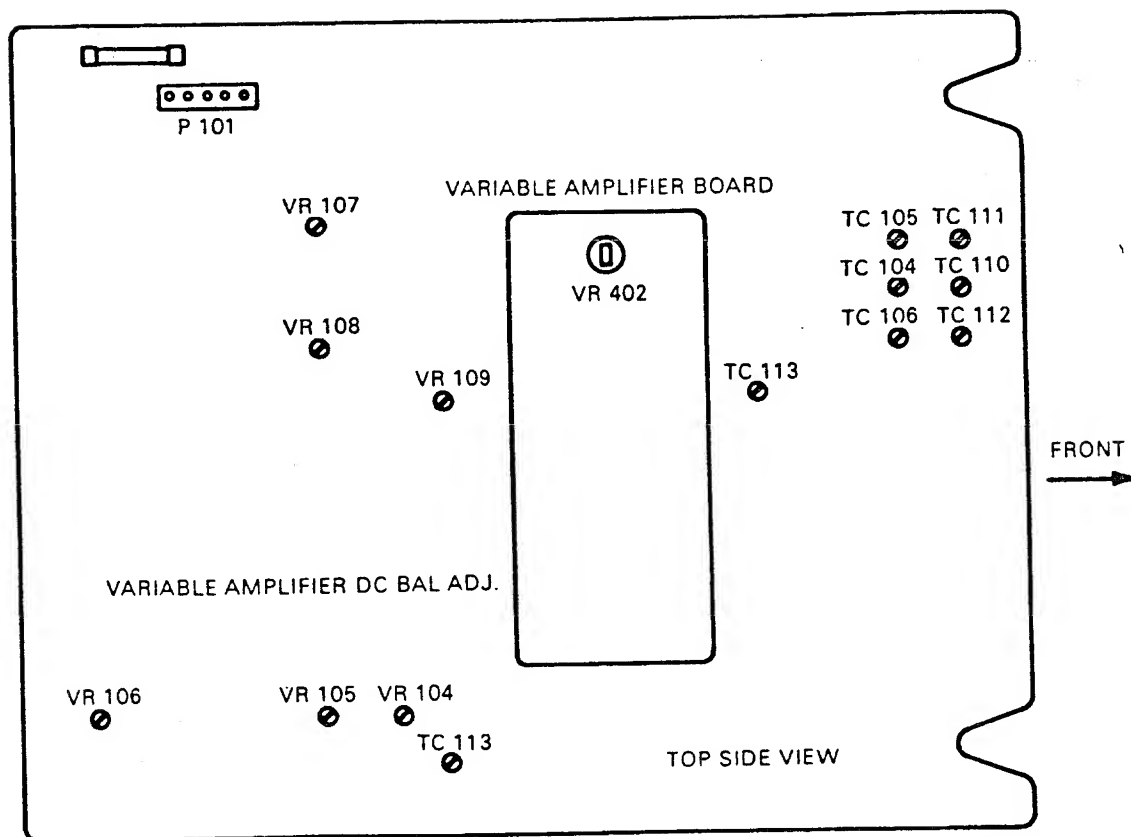 P 101
VARIABLE AMPLIFIER BOARD
VR 107
TC 105 TC 111
VR 402
TC 104 TC 110
VR 108
TC 106 TC 112
VR 109
TC 113
FRONT
VARIABLE AMPLIFIER DC BAL ADJ.
VR 106
VR 105 VR 104
TC 113
TOP SIDE VIEW